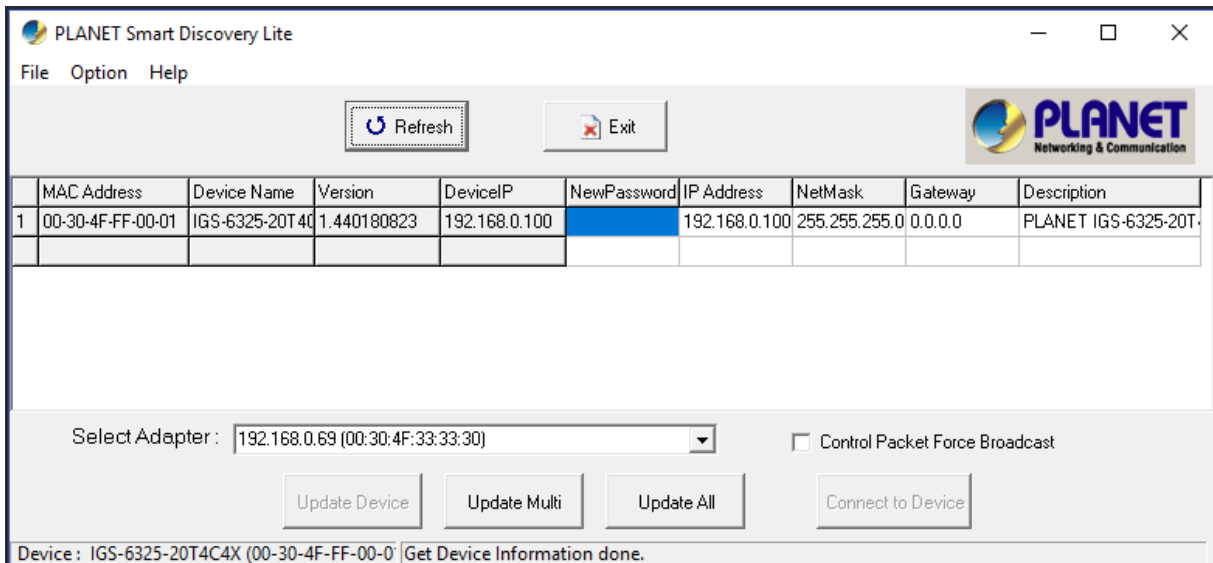 PLANET Smart Discovery Lite
File Option Help
Refresh Exit PLANET
Networking & Communication
MAC Address Device Name Version DeviceIP NewPassword IP Address NetMask Gateway Description
1 00-30-4F-FF-00-01 IGS-6325-20T4C 1.440180823 192.168.0.100 192.168.0.100 255.255.255.0 0.0.0.0 PLANET IGS-6325-20T4
Select Adapter : 192.168.0.69 (00:30:4F:33:33:30) Control Packet Force Broadcast
Update Device Update Multi Update All Connect to Device
Device : IGS-6325-20T4C4X (00-30-4F-FF-00-0 Get Device Information done.